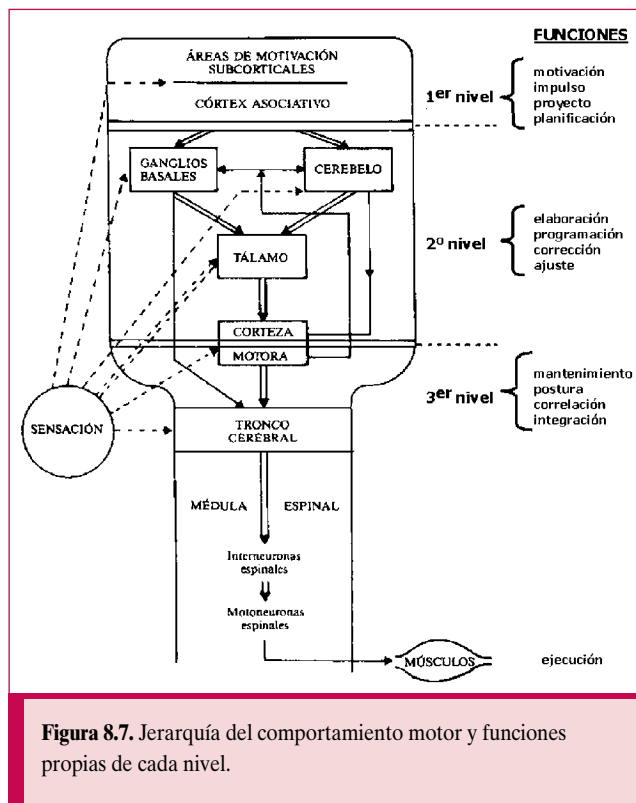 FUNCIONES
ÁREAS DE MOTIVACIÓN
SUBCORTICALES
CÓRTEX ASOCIATIVO
1er nivel
motivación
impulso
proyecto
planificación
GANGLIOS
BASALES
CEREBELO
TÁLAMO
2º nivel
elaboración
programación
corrección
ajuste
CORTEZA
MOTORA
SENSACIÓN
TRONCO
CERÉBRAL
3er nivel
mantenimiento
postura
correlación
integración
MÉDULA ESPINAL
Interneuronas
espinales
Motoneuronas
espinales
MÚSCULOS
ejecución
Figura 8.7. Jerarquía del comportamiento motor y funciones
propias de cada nivel.